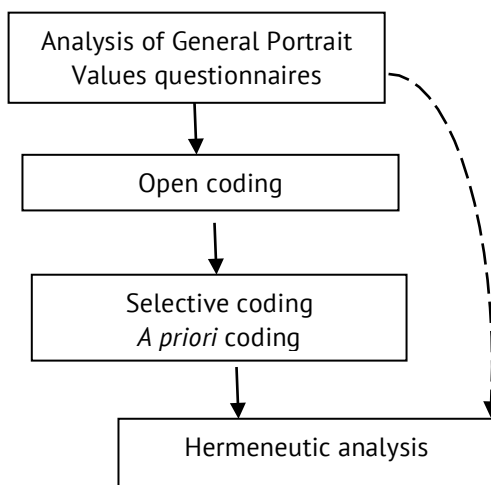 Analysis of General Portrait
Values questionnaires
Open coding
Selective coding
A priori coding
Hermeneutic analysis